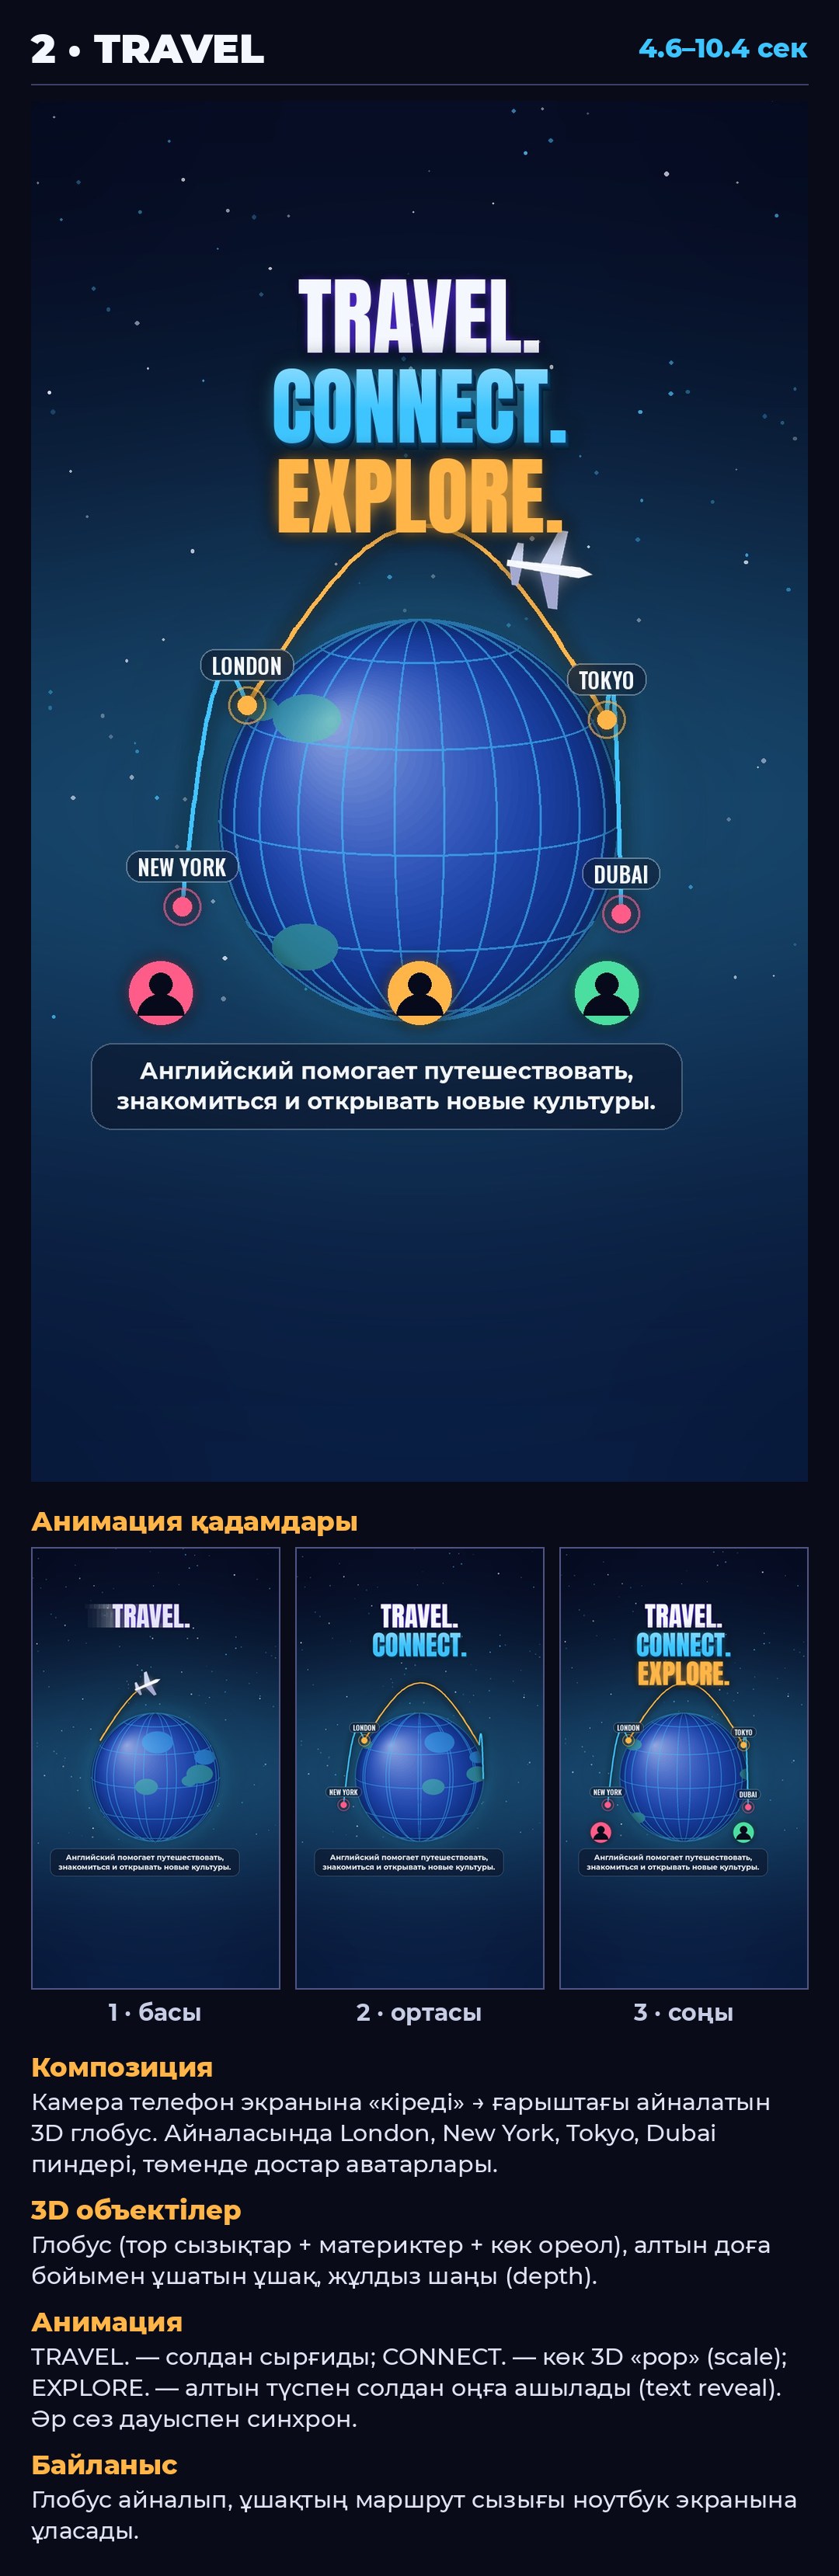 2 • TRAVEL
4.6–10.4 сек
TRAVEL.
CONNECT.
EXPLORE.
LONDON
TOKYO
NEW YORK
DUBAI
Английский помогает путешествовать,
знакомиться и открывать новые культуры.
Анимация қадамдары
TRAVEL.
Английский помогает путешествовать,
знакомиться и открывать новые культуры.
TRAVEL.
CONNECT.
LONDON
NEW YORK
Английский помогает путешествовать,
знакомиться и открывать новые культуры.
TRAVEL.
CONNECT.
EXPLORE.
LONDON
TOKYO
NEW YORK
DUBAI
Английский помогает путешествовать,
знакомиться и открывать новые культуры.
1 · басы
2 · ортасы
3 · соңы
Композиция
Камера телефон экранына «кіреді» → ғарыштағы айналатын
3D глобус. Айналасында London, New York, Tokyo, Dubai
пиндері, төменде достар аватарлары.
3D объектілер
Глобус (тор сызықтар + материктер + көк ореол), алтын доға
бойымен ұшатын ұшақ, жұлдыз шаңы (depth).
Анимация
TRAVEL. — солдан сырғиды; CONNECT. — көк 3D «pop» (scale);
EXPLORE. — алтын түспен солдан оңға ашылады (text reveal).
Әр сөз дауыспен синхрон.
Байланыс
Глобус айналып, ұшақтың маршрут сызығы ноутбук экранына
ұласады.